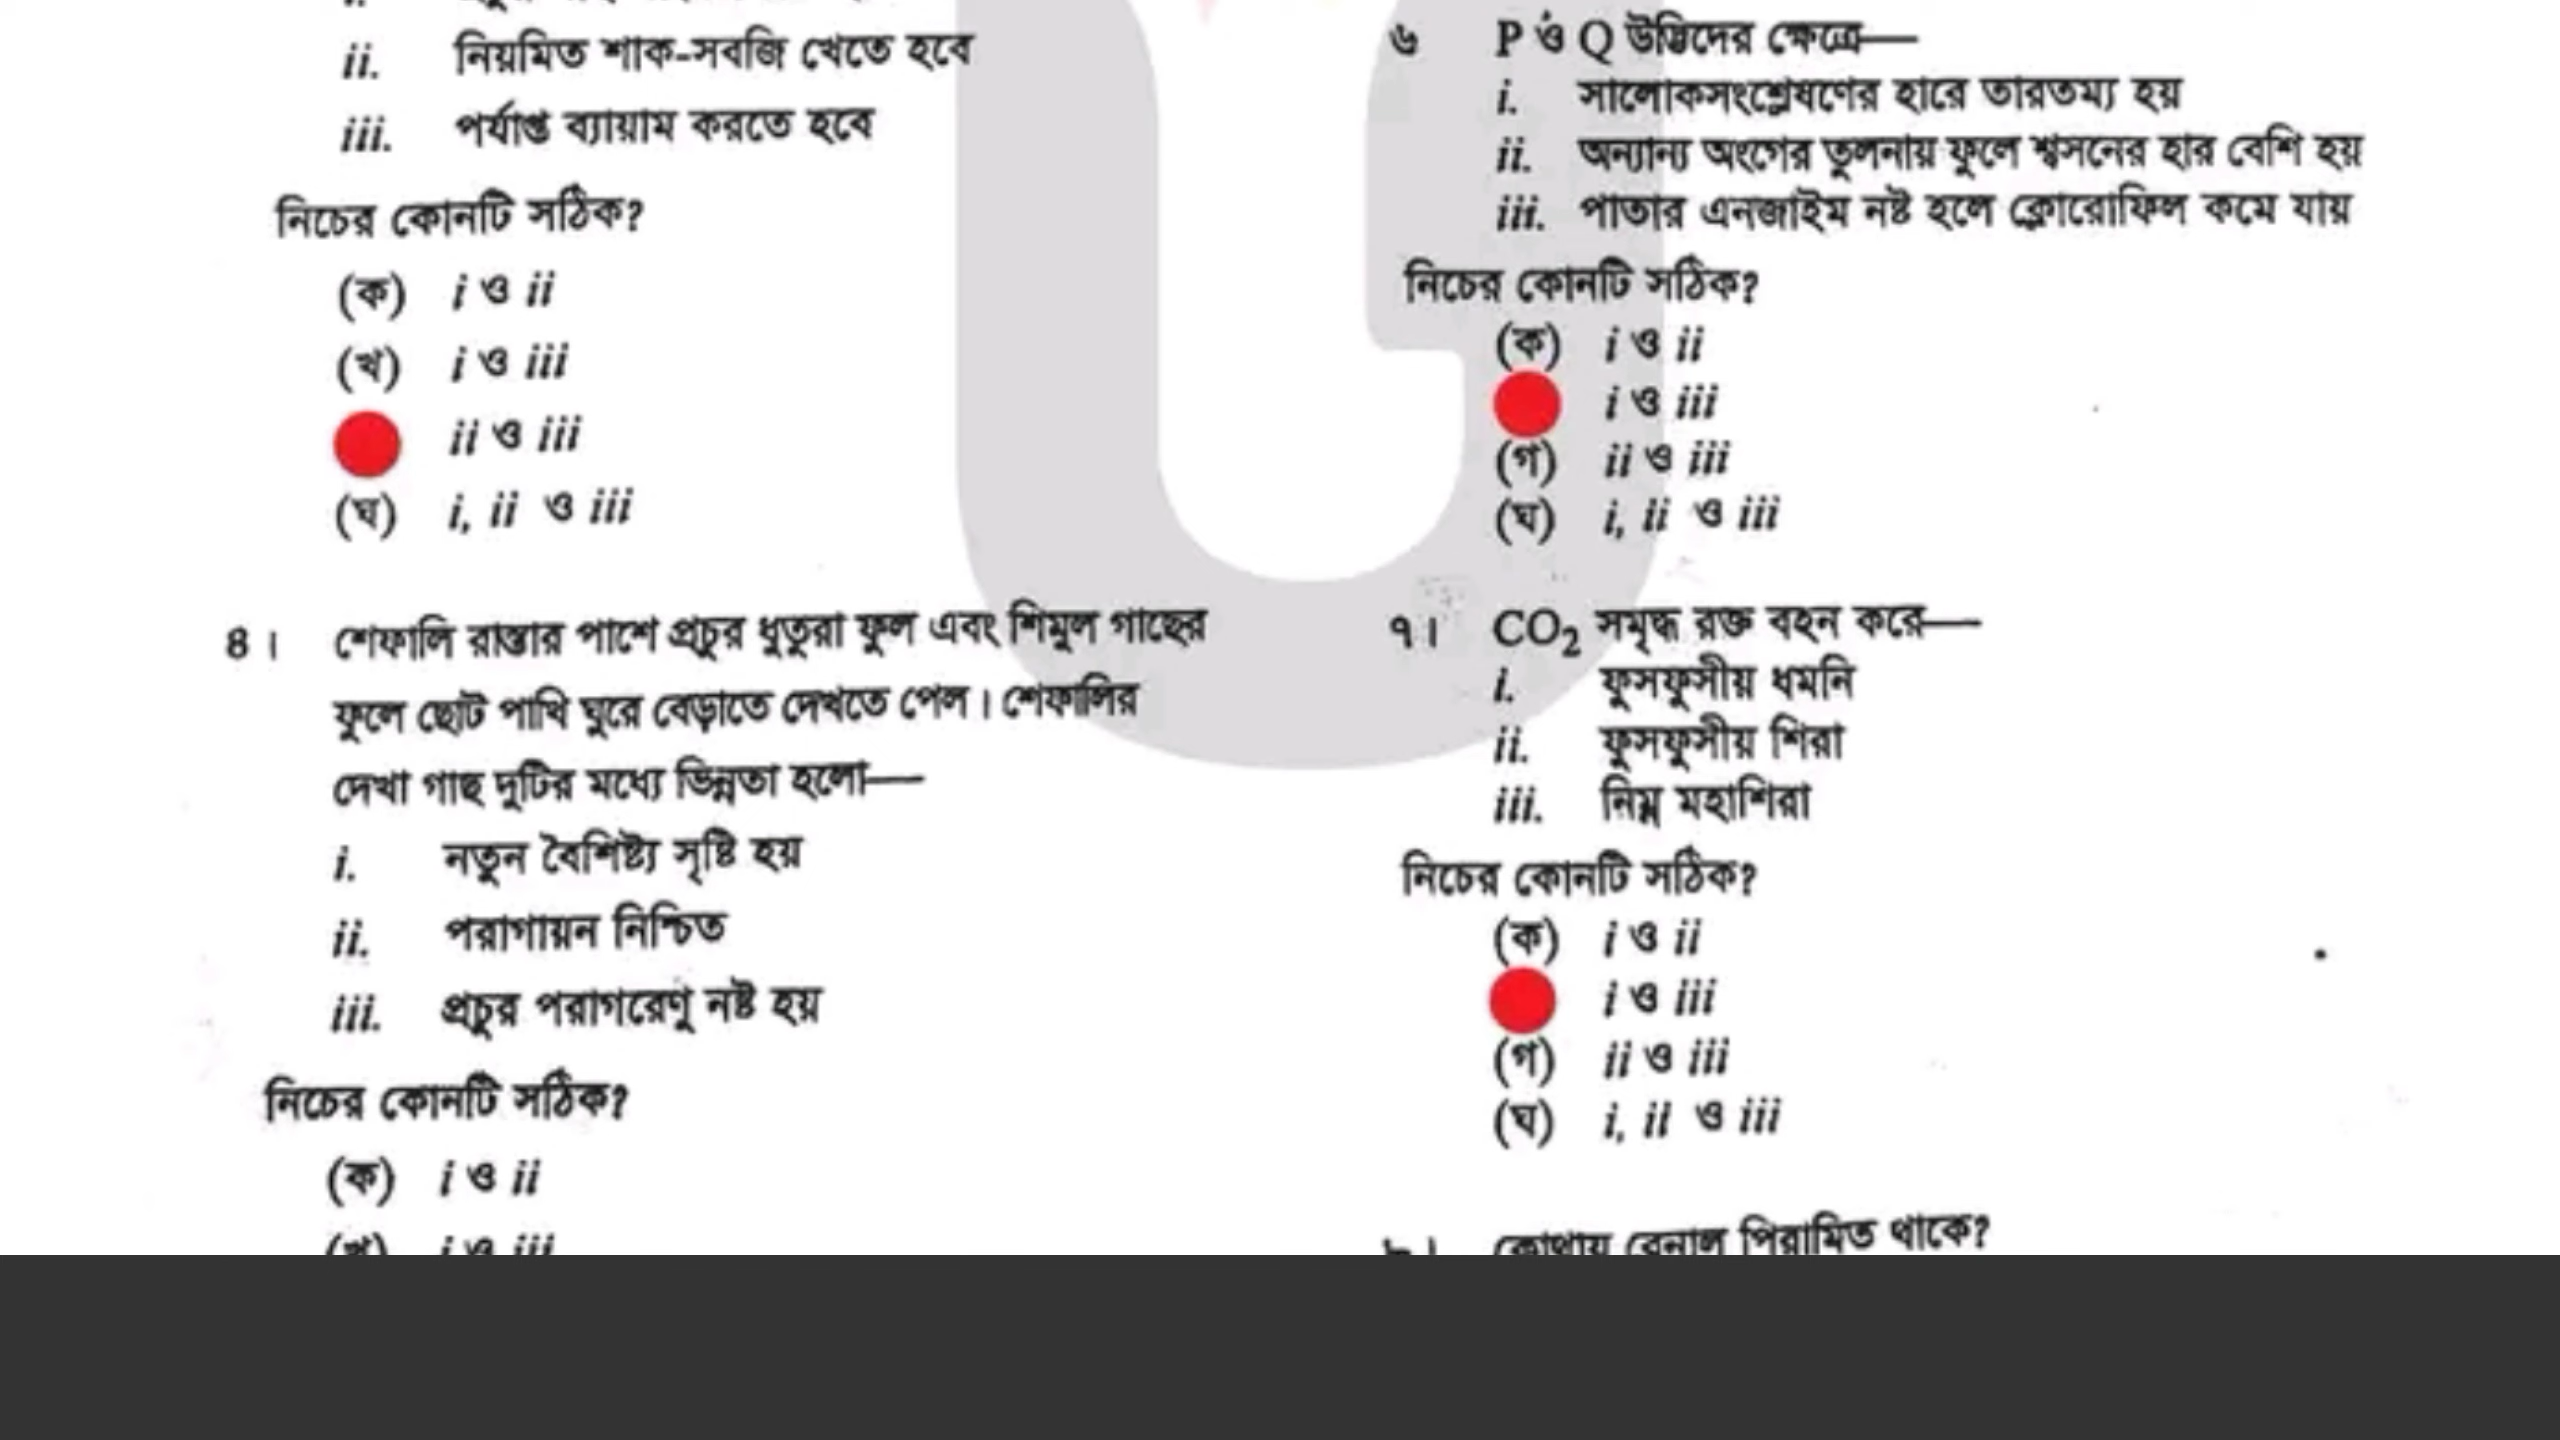 ii. নিয়মিত শাক-সবজি খেতে হবে
iii. পর্যাপ্ত ব্যায়াম করতে হবে
নিচের কোনটি সঠিক?
(ক) i ও ii
(খ) i ও iii
ii ও iii
(ঘ) i, ii ও iii
৪। শেফালি রাস্তার পাশে প্রচুর ধুতুরা ফুল এবং শিমুল গাছের
ফুলে ছোট পাখি ঘুরে বেড়াতে দেখতে পেল। শেফালির
দেখা গাছ দুটির মধ্যে ভিন্নতা হলো—
i. নতুন বৈশিষ্ট্য সৃষ্টি হয়
ii. পরাগায়ন নিশ্চিত
iii. প্রচুর পরাগরেণু নষ্ট হয়
নিচের কোনটি সঠিক?
(ক) i ও ii
(খ) i ও iii
৬ P ও Q উদ্ভিদের ক্ষেত্রে—
i. সালোকসংশ্লেষণের হারে তারতম্য হয়
ii. অন্যান্য অংগের তুলনায় ফুলে শ্বসনের হার বেশি হয়
iii. পাতার এনজাইম নষ্ট হলে ক্লোরোফিল কমে যায়
নিচের কোনটি সঠিক?
(ক) i ও ii
i ও iii
(গ) ii ও iii
(ঘ) i, ii ও iii
৭। CO₂ সমৃদ্ধ রক্ত বহন করে—
i. ফুসফুসীয় ধমনি
ii. ফুসফুসীয় শিরা
iii. নিম্ন মহাশিরা
নিচের কোনটি সঠিক?
(ক) i ও ii
i ও iii
(গ) ii ও iii
(ঘ) i, ii ও iii
কোথায় রেনাল পিরামিড থাকে?